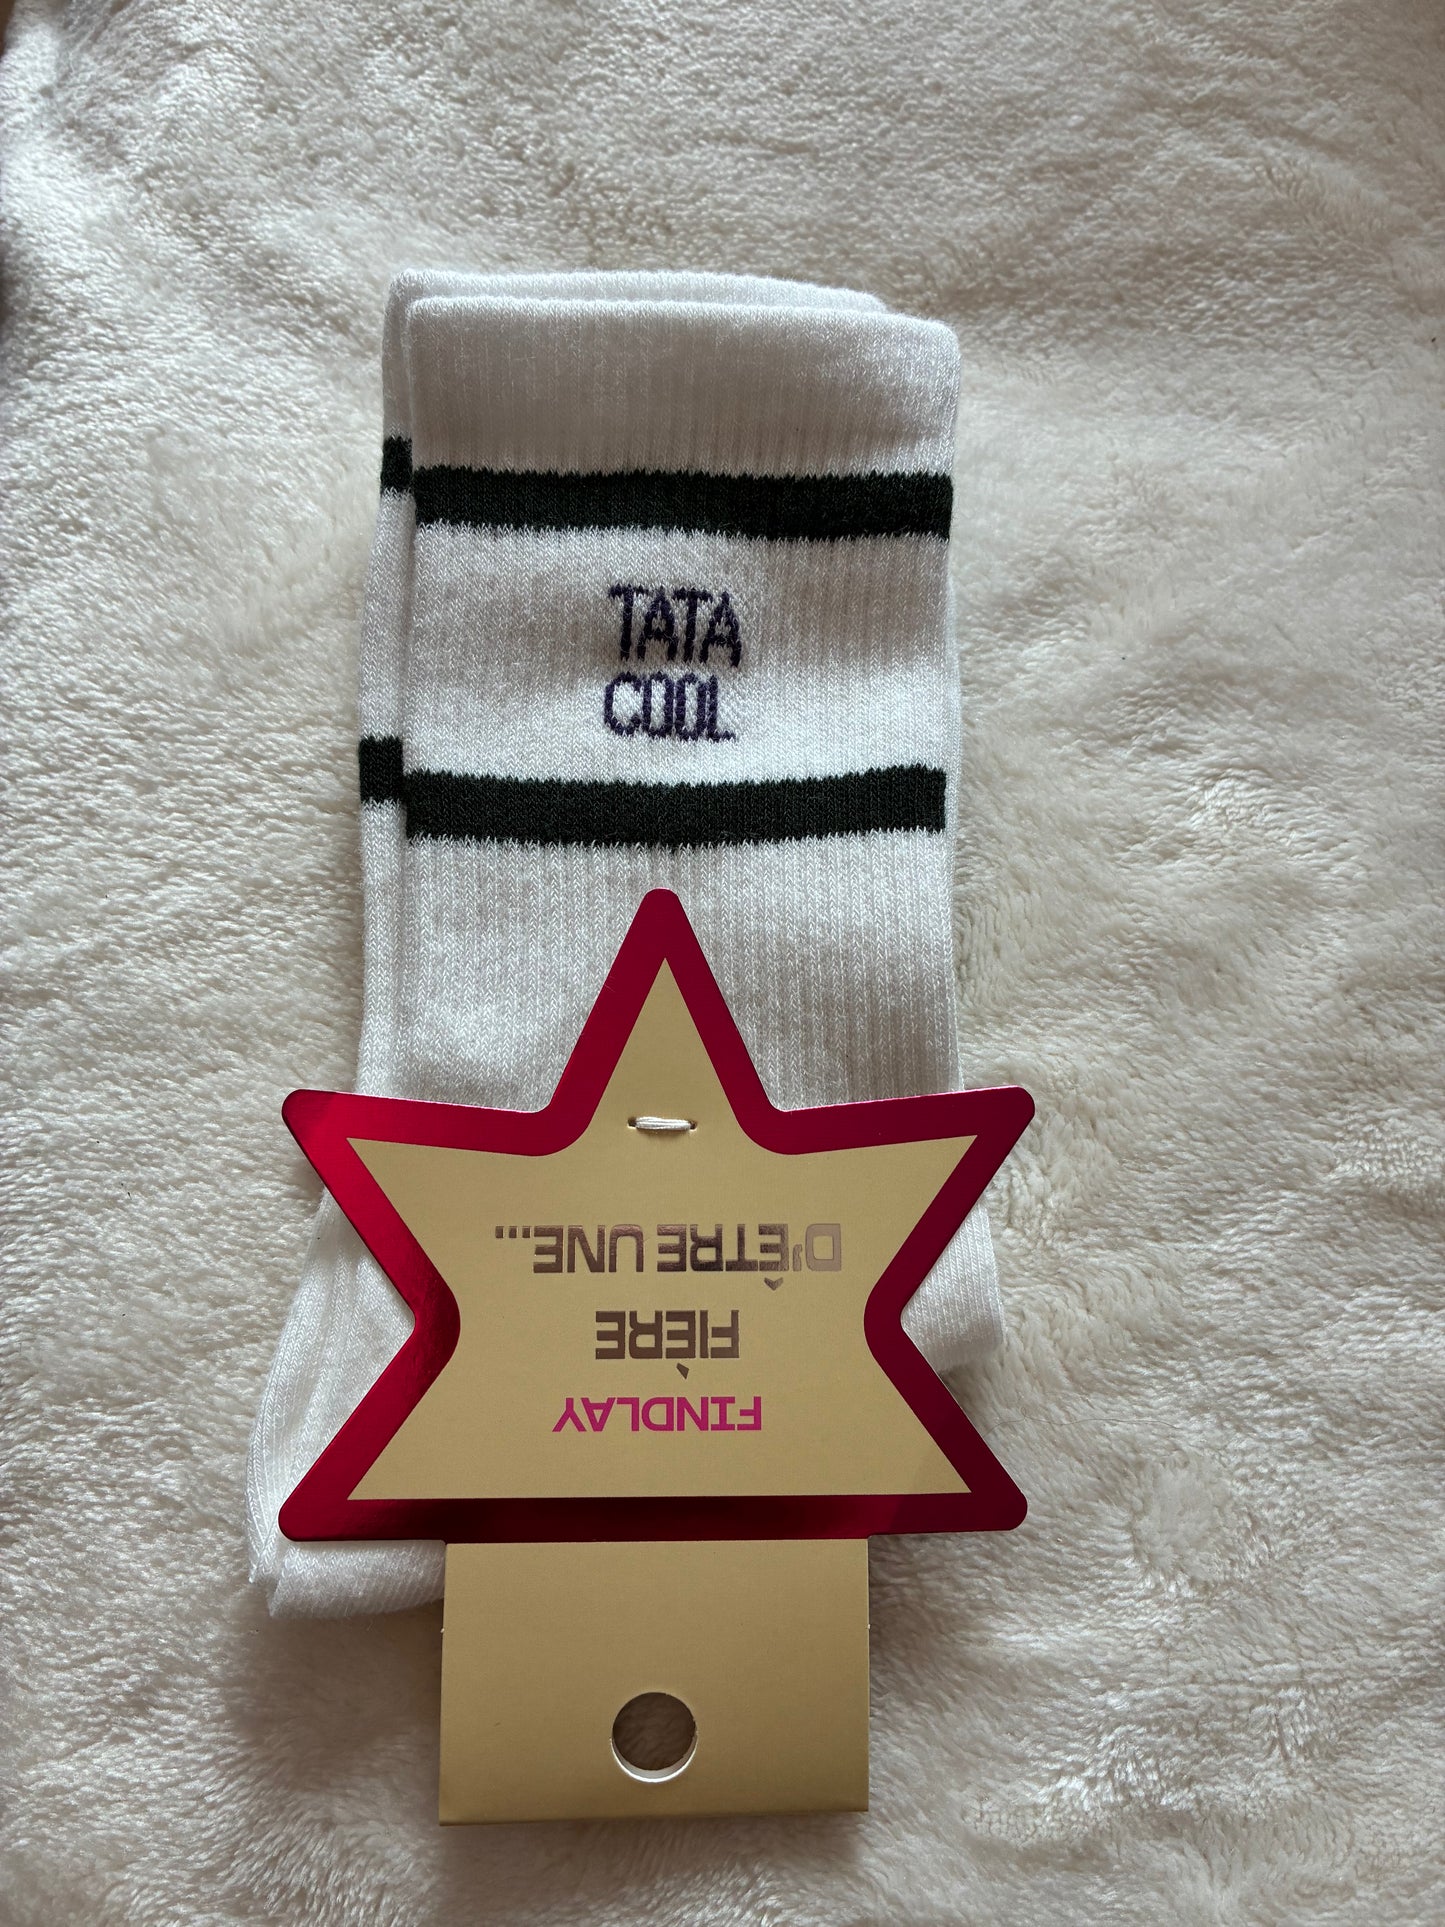 TATA
COOL
FINDLAY
FIÈRE
D'ÊTRE UNE...